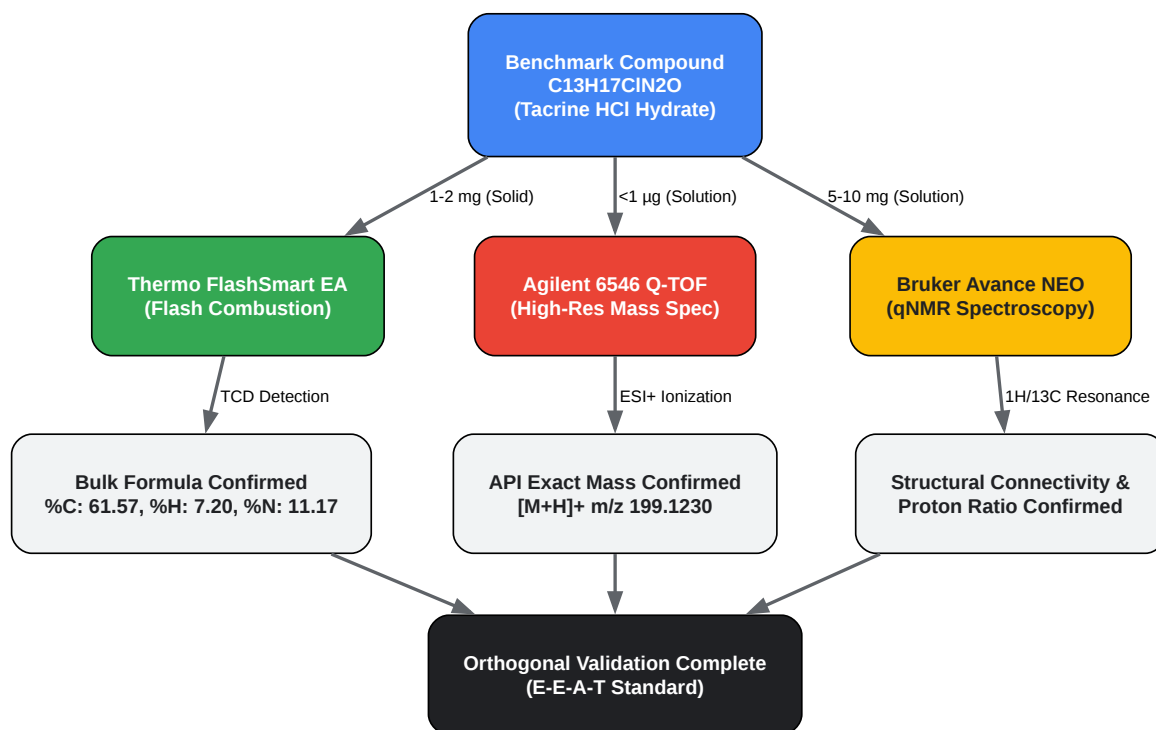 Benchmark Compound
C13H17ClN2O
(Tacrine HCl Hydrate)
1-2 mg (Solid)
<1 µg (Solution)
5-10 mg (Solution)
Thermo FlashSmart EA
(Flash Combustion)
Agilent 6546 Q-TOF
(High-Res Mass Spec)
Bruker Avance NEO
(qNMR Spectroscopy)
TCD Detection
ESI+ Ionization
1H/13C Resonance
Bulk Formula Confirmed
%C: 61.57, %H: 7.20, %N: 11.17
API Exact Mass Confirmed
[M+H]+ m/z 199.1230
Structural Connectivity &
Proton Ratio Confirmed
Orthogonal Validation Complete
(E-E-A-T Standard)